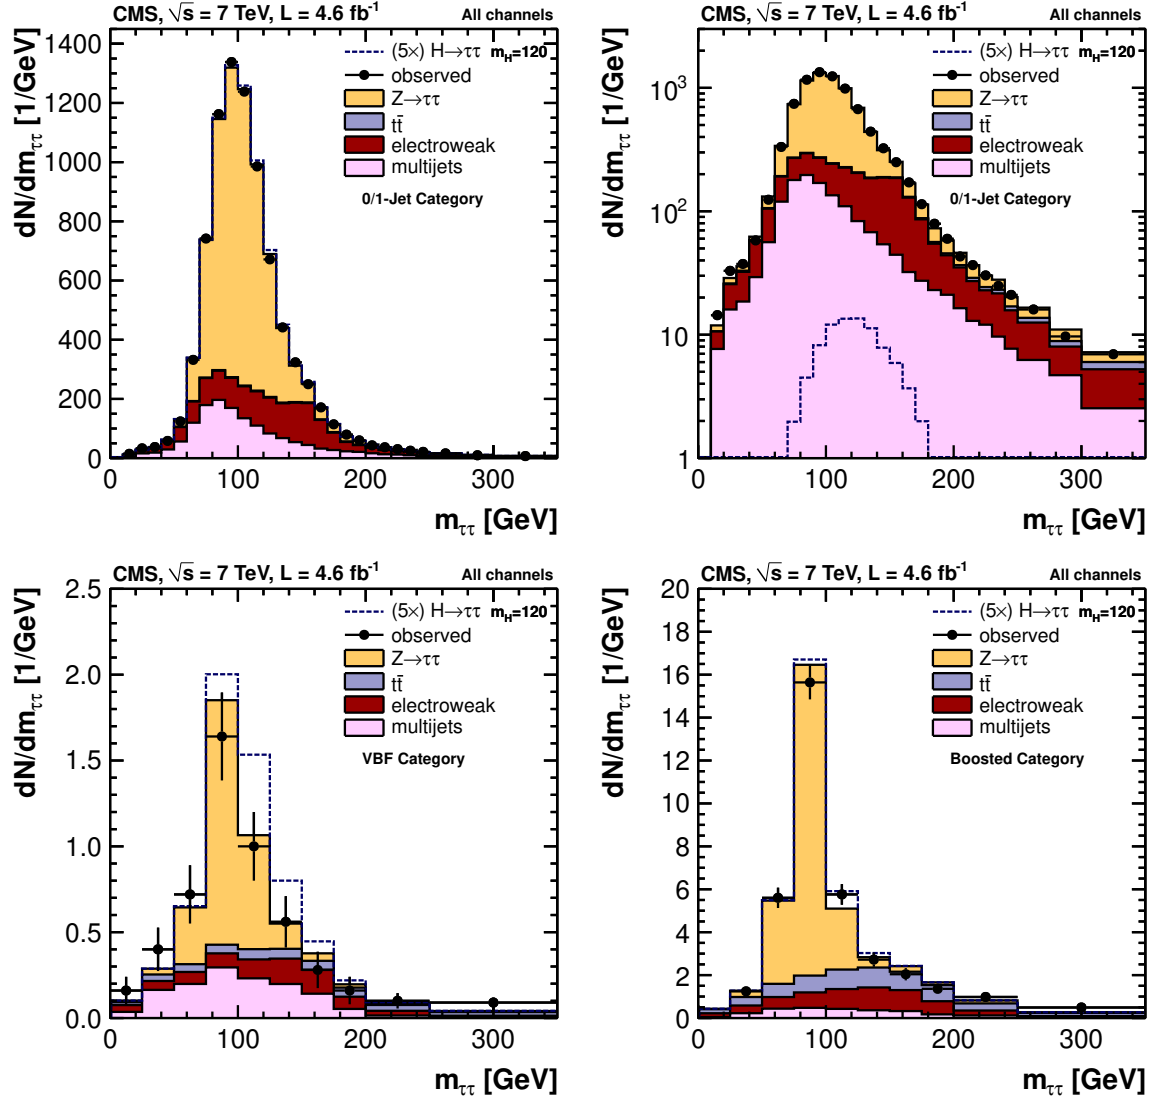 CMS, √s = 7 TeV, L = 4.6 fb⁻¹ All channels
dN/dm_ττ [1/GeV]
1400
1200
1000
800
600
400
200
0
(5×) H→ττ m_H=120
observed
Z→ττ
tt̄
electroweak
multijets
0/1-Jet Category
0 100 200 300
m_ττ [GeV]
CMS, √s = 7 TeV, L = 4.6 fb⁻¹ All channels
dN/dm_ττ [1/GeV]
10³
10²
10
1
(5×) H→ττ m_H=120
observed
Z→ττ
tt̄
electroweak
multijets
0/1-Jet Category
0 100 200 300
m_ττ [GeV]
CMS, √s = 7 TeV, L = 4.6 fb⁻¹ All channels
dN/dm_ττ [1/GeV]
2.5
2.0
1.5
1.0
0.5
0.0
(5×) H→ττ m_H=120
observed
Z→ττ
tt̄
electroweak
multijets
VBF Category
0 100 200 300
m_ττ [GeV]
CMS, √s = 7 TeV, L = 4.6 fb⁻¹ All channels
dN/dm_ττ [1/GeV]
20
18
16
14
12
10
8
6
4
2
0
(5×) H→ττ m_H=120
observed
Z→ττ
tt̄
electroweak
multijets
Boosted Category
0 100 200 300
m_ττ [GeV]